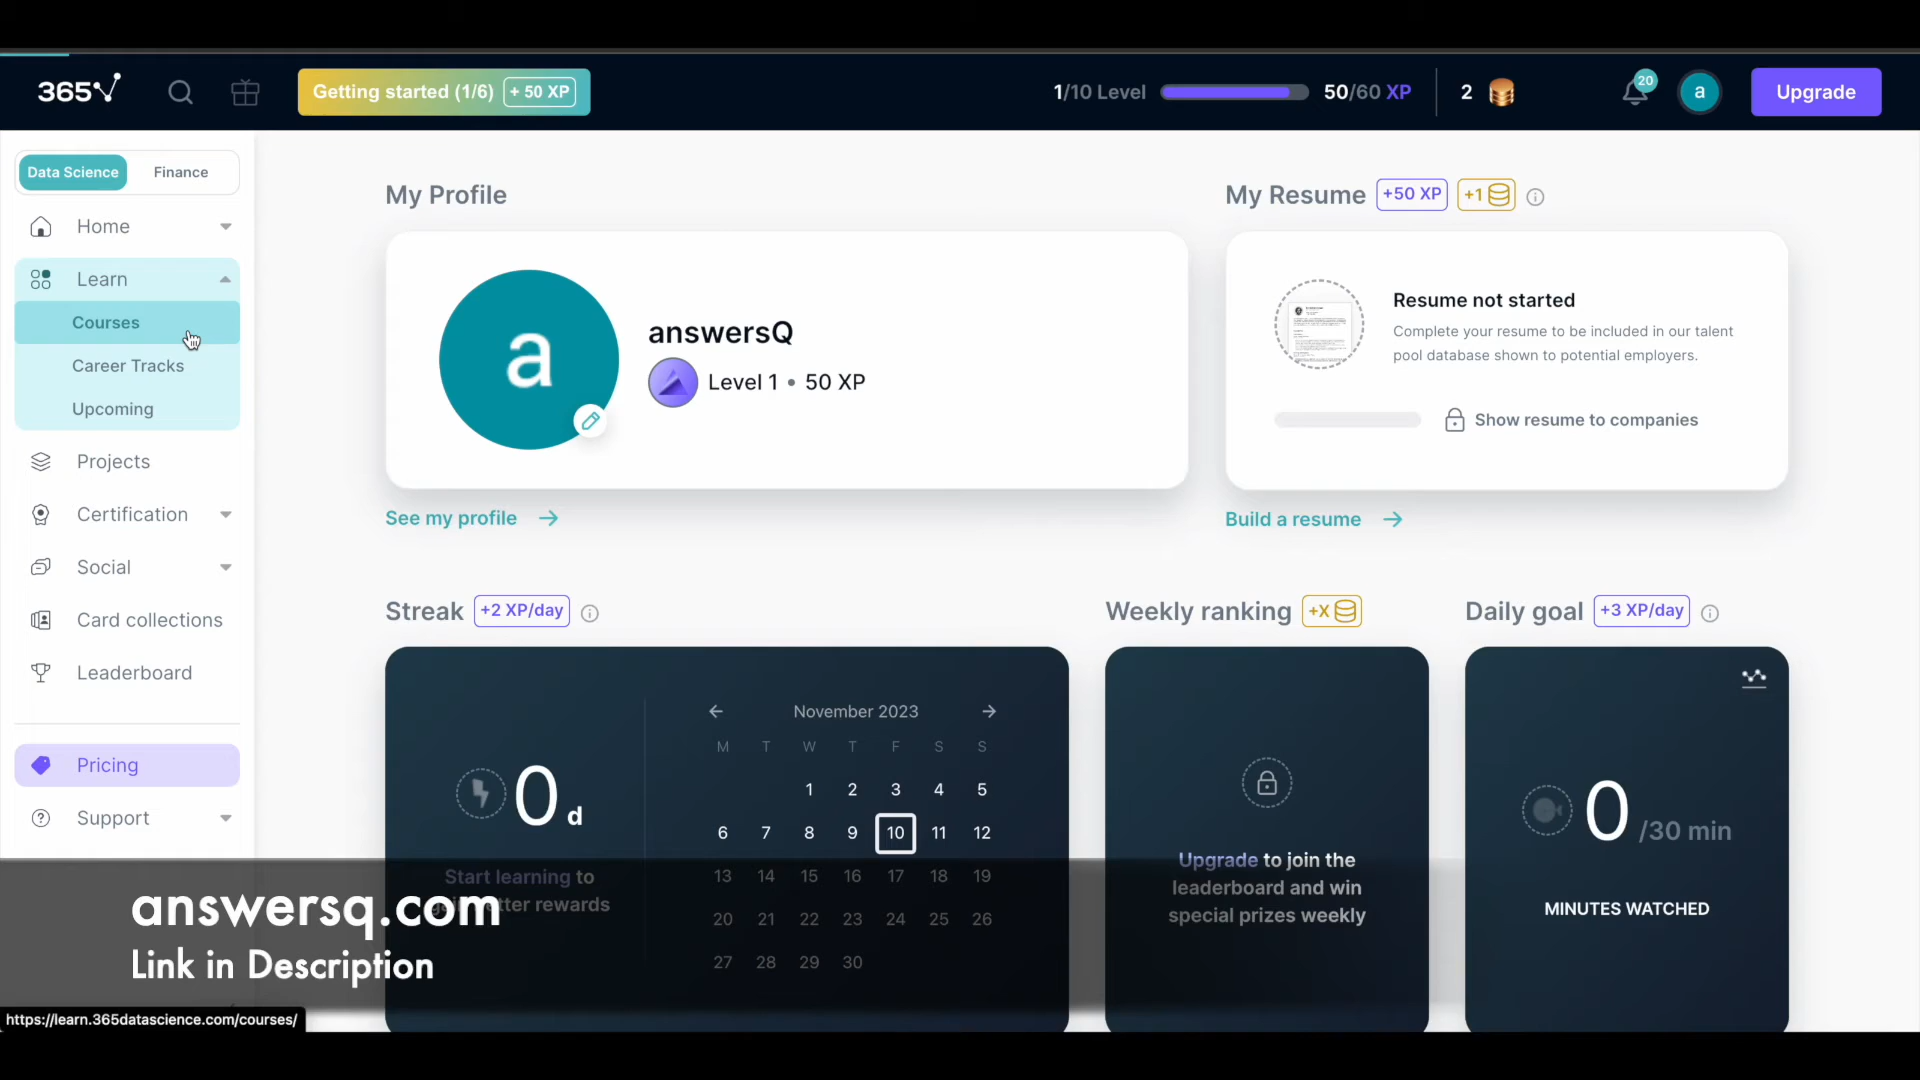 365
Getting started (1/6) + 50 XP
1/10 Level
50/60 XP
2
20
a
Upgrade
Data Science
Finance
Home
Learn
Courses
Career Tracks
Upcoming
Projects
Certification
Social
Card collections
Leaderboard
Pricing
Support
My Profile
a
answersQ
Level 1 • 50 XP
See my profile
My Resume +50 XP +1
Resume not started
Complete your resume to be included in our talent
pool database shown to potential employers.
Show resume to companies
Build a resume
Streak +2 XP/day
0 d
Start learning to
better rewards
November 2023
M T W T F S S
1 2 3 4 5
6 7 8 9 10 11 12
13 14 15 16 17 18 19
20 21 22 23 24 25 26
27 28 29 30
Weekly ranking +X
Upgrade to join the
leaderboard and win
special prizes weekly
Daily goal +3 XP/day
0 /30 min
MINUTES WATCHED
answersq.com
Link in Description
https://learn.365datascience.com/courses/